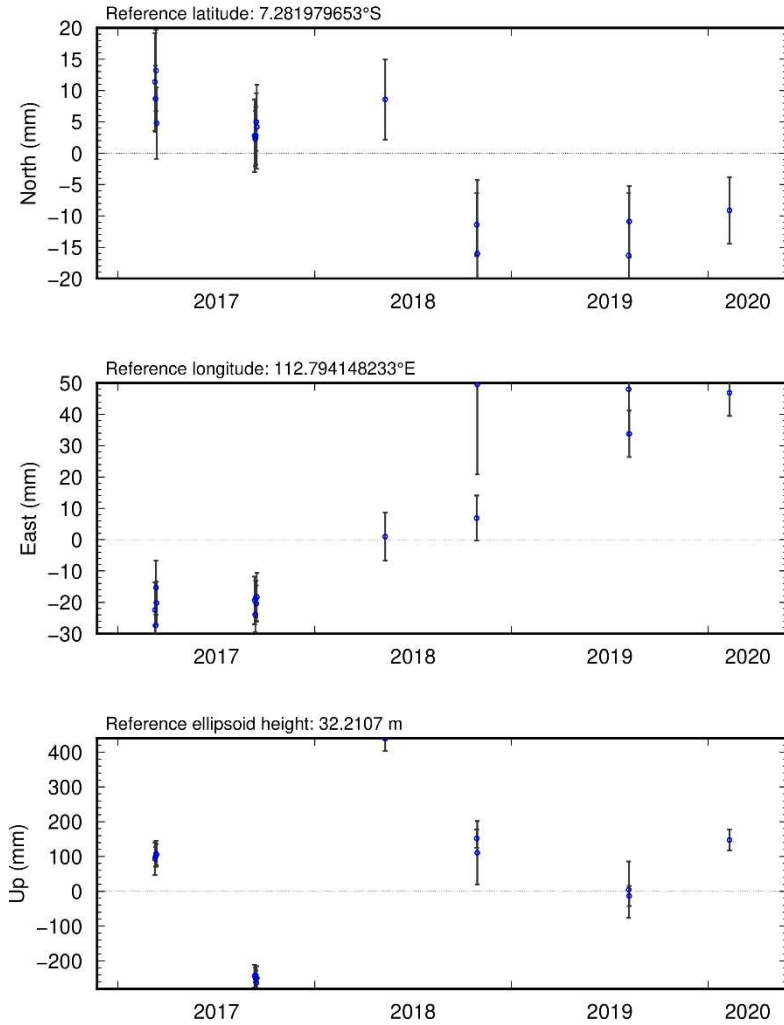 Reference latitude: 7.281979653°S
20
15
10
5
0
−5
−10
−15
−20
North (mm)
2017 2018 2019 2020
Reference longitude: 112.794148233°E
50
40
30
20
10
0
−10
−20
−30
East (mm)
2017 2018 2019 2020
Reference ellipsoid height: 32.2107 m
400
300
200
100
0
−100
−200
Up (mm)
2017 2018 2019 2020